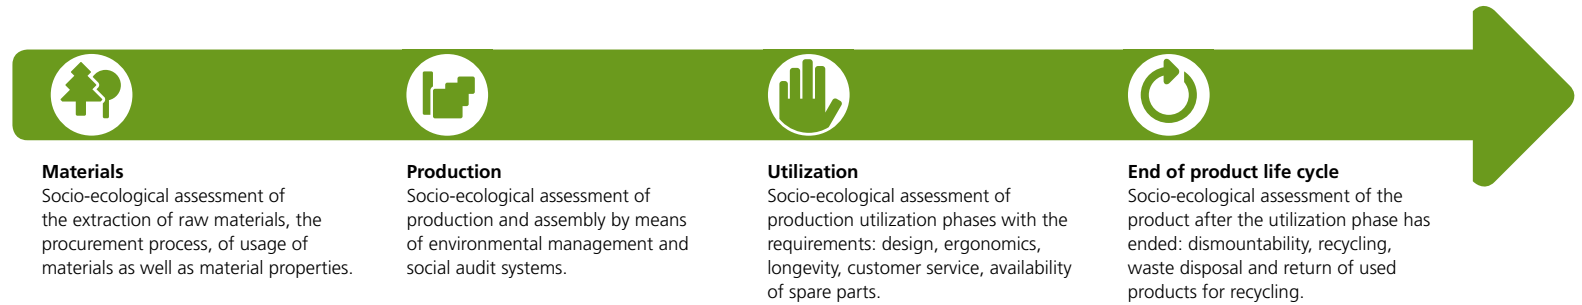 Materials
Socio-ecological assessment of
the extraction of raw materials, the
procurement process, of usage of
materials as well as material properties.
Production
Socio-ecological assessment of
production and assembly by means
of environmental management and
social audit systems.
Utilization
Socio-ecological assessment of
production utilization phases with the
requirements: design, ergonomics,
longevity, customer service, availability
of spare parts.
End of product life cycle
Socio-ecological assessment of the
product after the utilization phase has
ended: dismountability, recycling,
waste disposal and return of used
products for recycling.